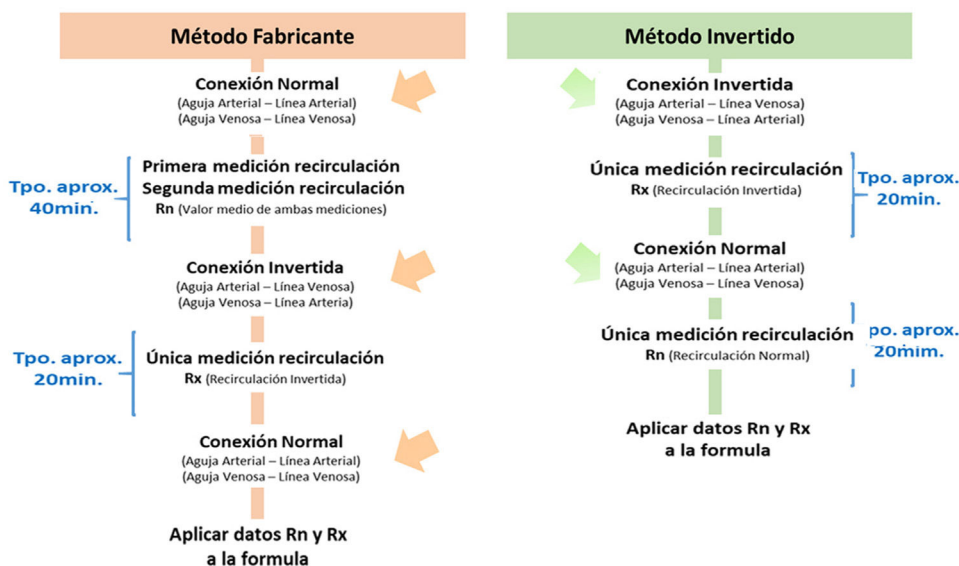 Método Fabricante
Conexión Normal
(Aguja Arterial – Línea Arterial)
(Aguja Venosa – Línea Venosa)
Tpo. aprox.
40min.
Primera medición recirculación
Segunda medición recirculación
Rn (Valor medio de ambas mediciones)
Conexión Invertida
(Aguja Arterial – Línea Venosa)
(Aguja Venosa – Línea Arteria)
Tpo. aprox.
20min.
Única medición recirculación
Rx (Recirculación Invertida)
Conexión Normal
(Aguja Arterial – Línea Arterial)
(Aguja Venosa – Línea Venosa)
Aplicar datos Rn y Rx
a la formula
Método Invertido
Conexión Invertida
(Aguja Arterial – Línea Venosa)
(Aguja Venosa – Línea Arterial)
Única medición recirculación
Rx (Recirculación Invertida)
Tpo. aprox.
20min.
Conexión Normal
(Aguja Arterial – Línea Arterial)
(Aguja Venosa – Línea Venosa)
Única medición recirculación
Rn (Recirculación Normal)
po. aprox.
20mim.
Aplicar datos Rn y Rx
a la formula